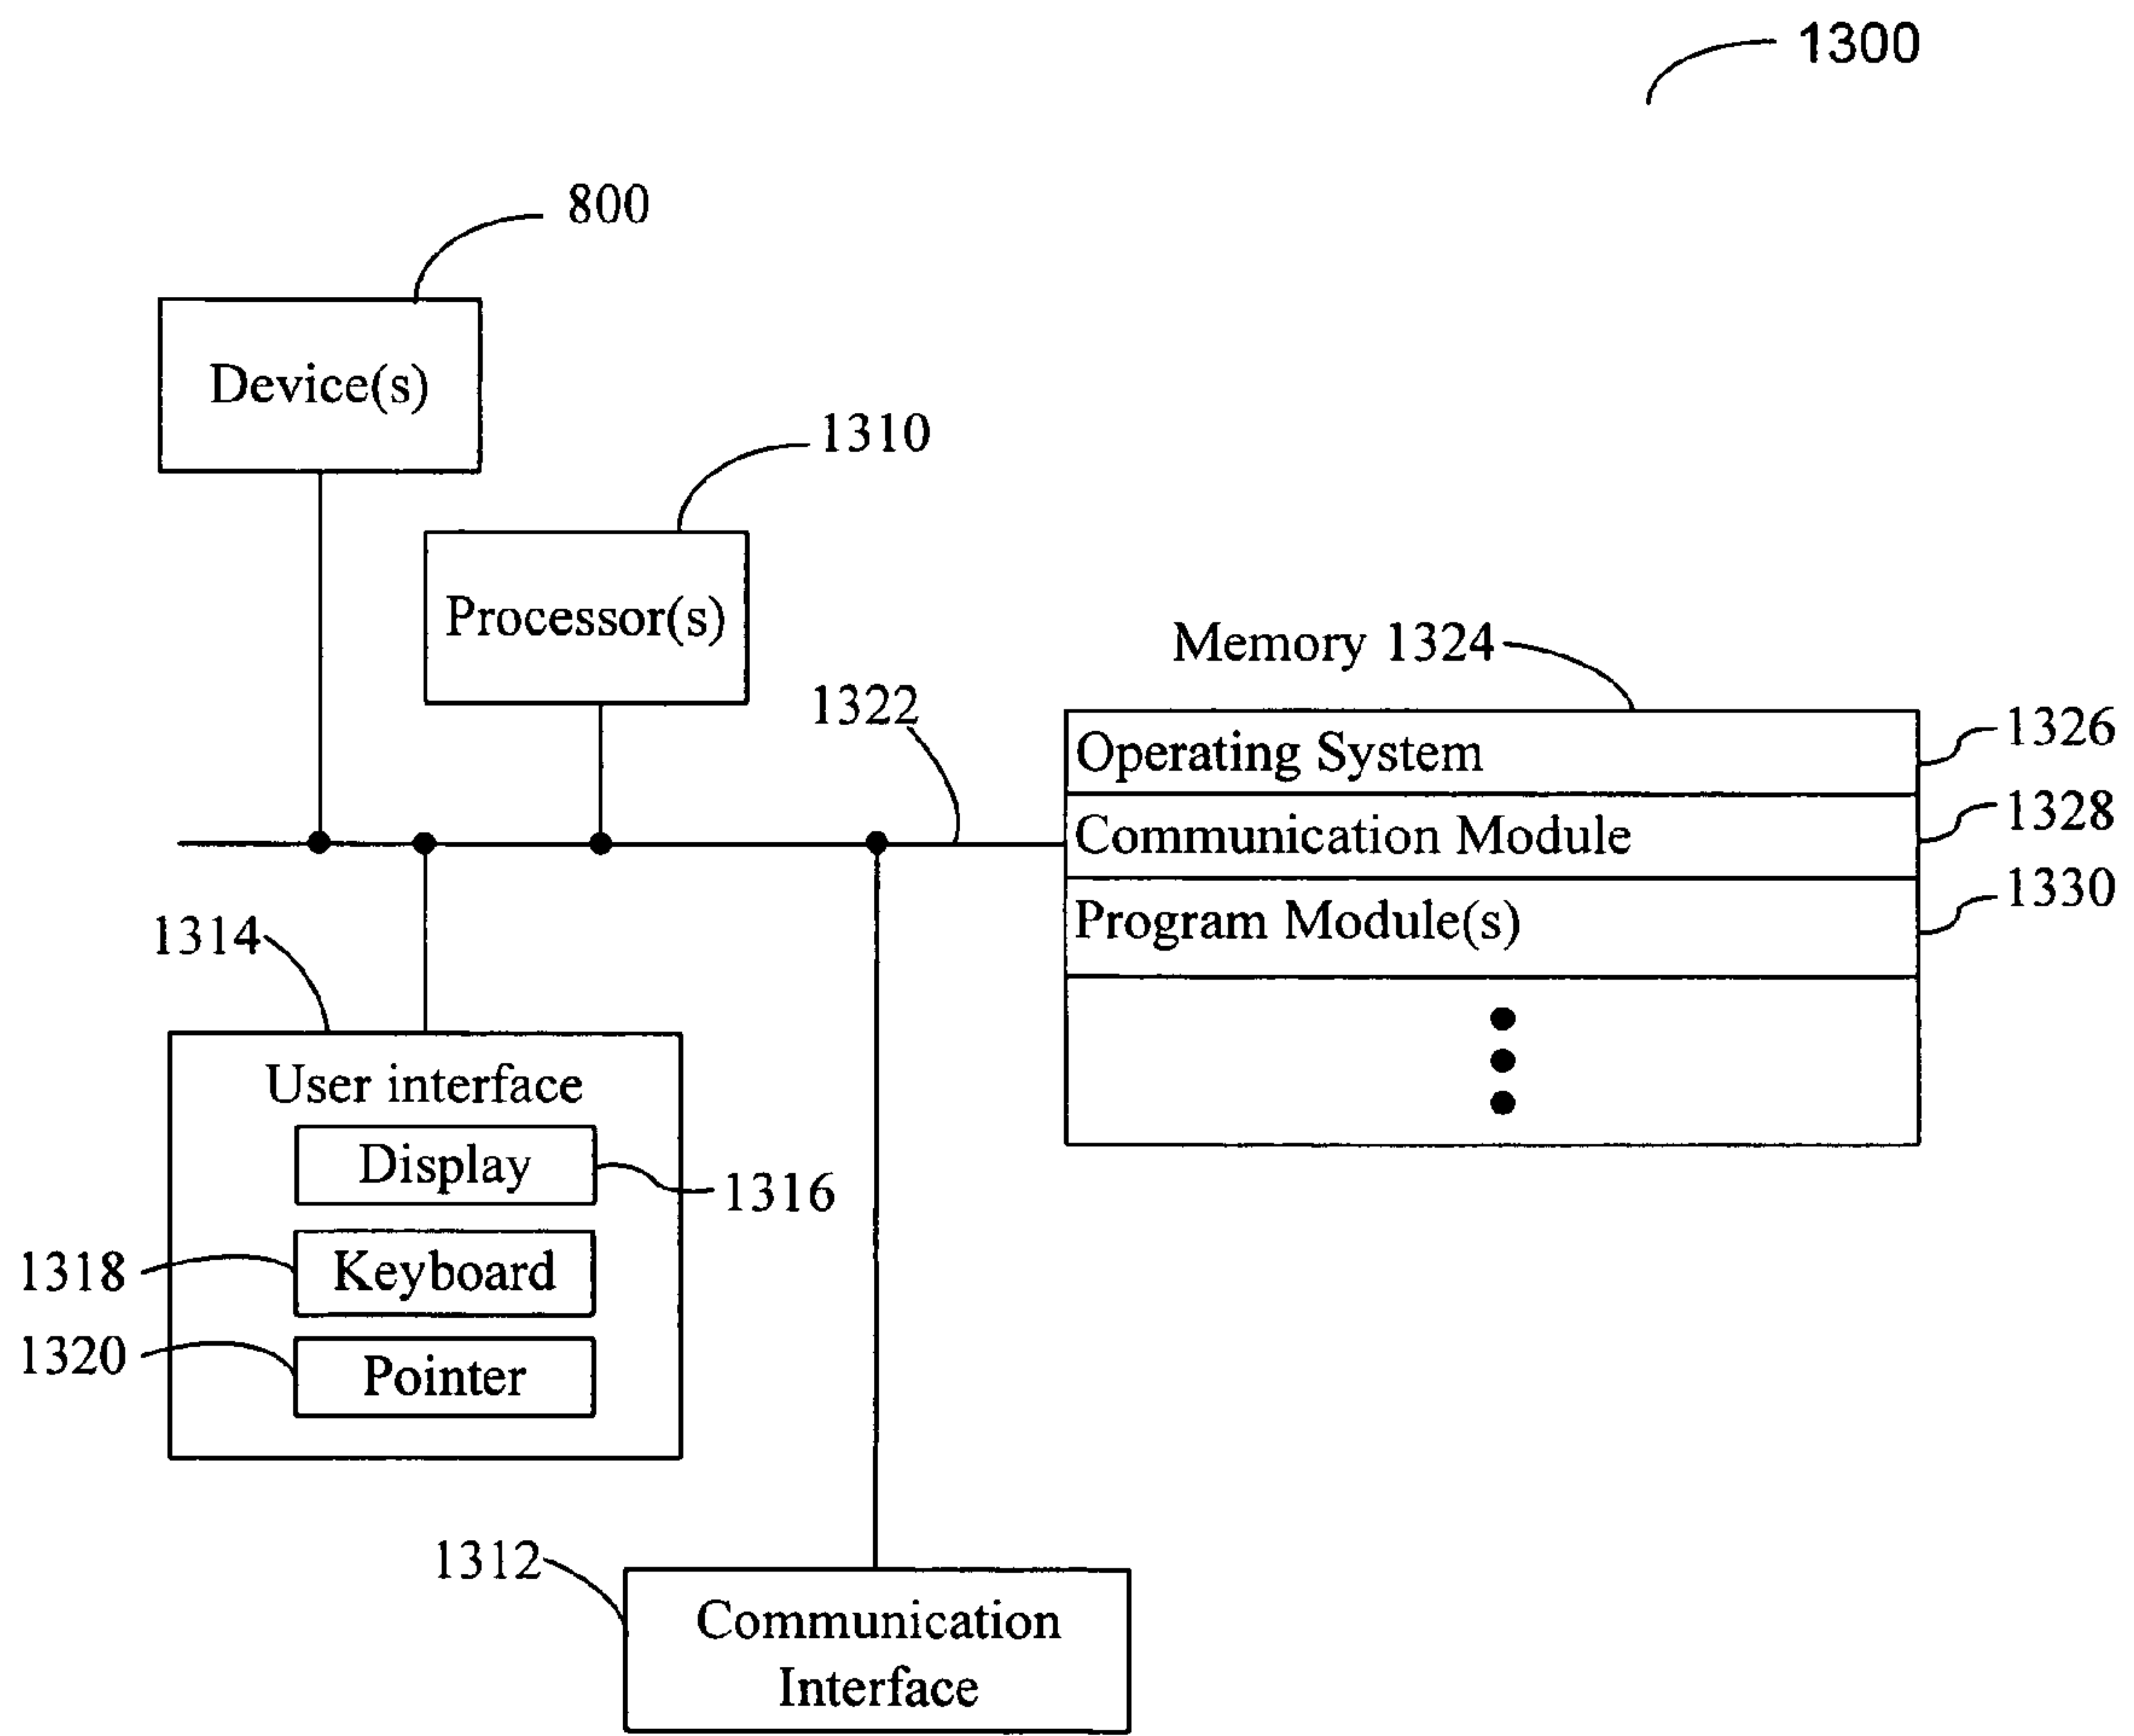 1300
800
Device(s)
1310
Processor(s)
Memory 1324
1322
Operating System
1326
Communication Module
1328
Program Module(s)
1330
1314
User interface
Display
1316
1318
Keyboard
1320
Pointer
1312
Communication
Interface